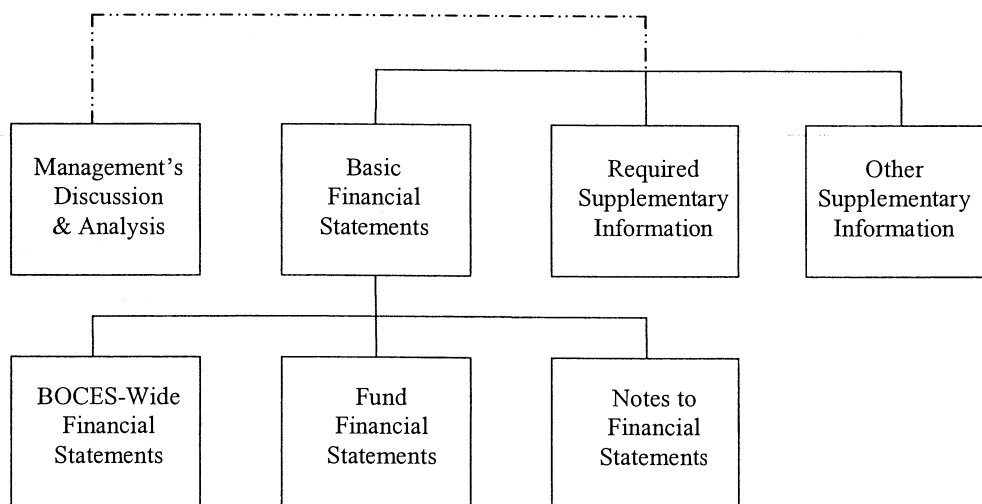 Management's
Discussion
& Analysis
Basic
Financial
Statements
Required
Supplementary
Information
Other
Supplementary
Information
BOCES-Wide
Financial
Statements
Fund
Financial
Statements
Notes to
Financial
Statements